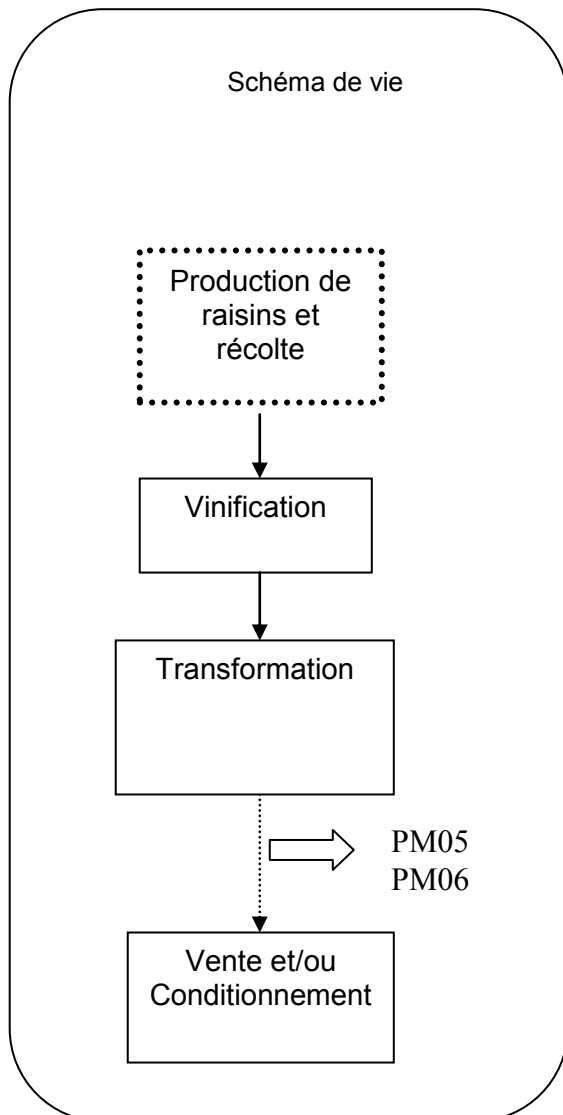 Schéma de vie
Production de
raisins et
récolte
Vinification
Transformation
PM05
PM06
Vente et/ou
Conditionnement